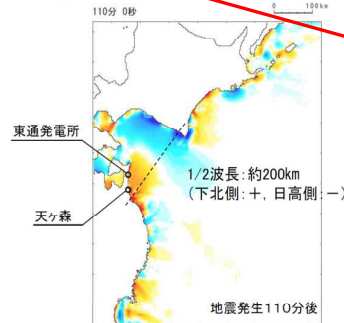 110分 0秒
0 100km
東通発電所
1/2波長:約200km
(下北側:+,日高側:−)
天ヶ森
地震発生110分後